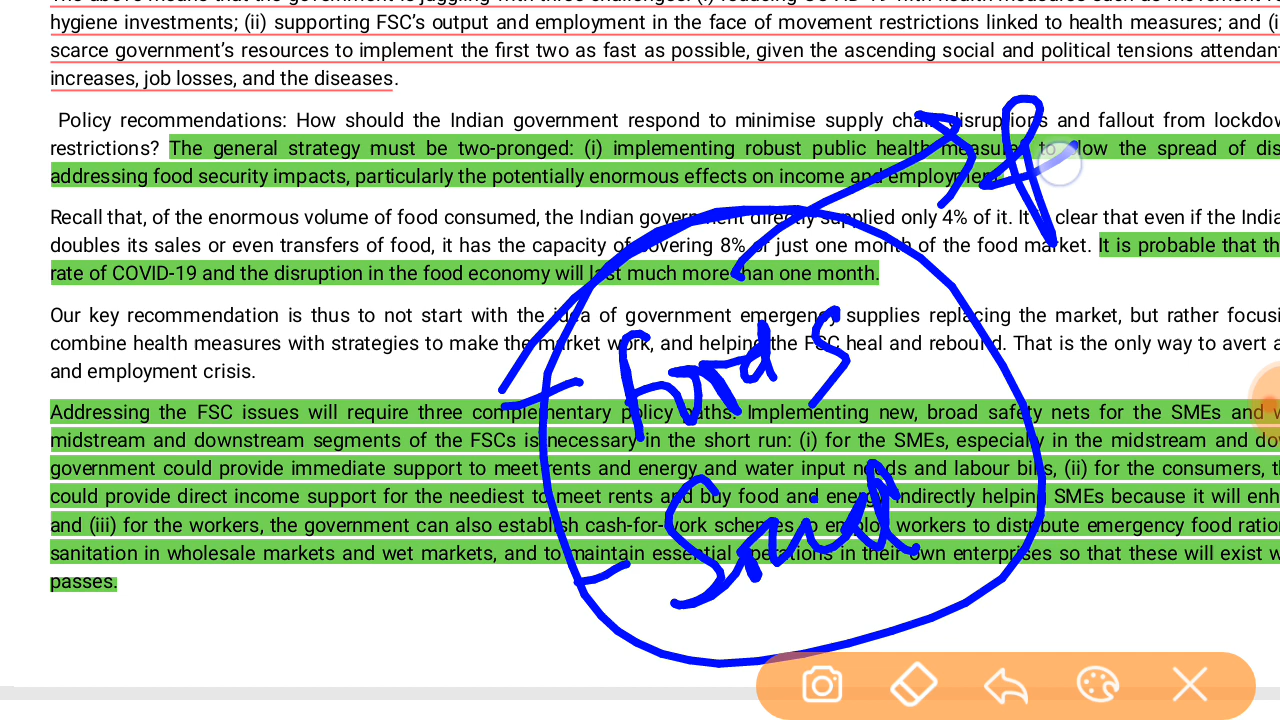 hygiene investments; (ii) supporting FSC's output and employment in the face of movement restrictions linked to health measures; and (i
scarce government's resources to implement the first two as fast as possible, given the ascending social and political tensions attendan
increases, job losses, and the diseases.
Policy recommendations: How should the Indian government respond to minimise supply chain disruptions and fallout from lockdow
restrictions? The general strategy must be two-pronged: (i) implementing robust public health measures to slow the spread of dis
addressing food security impacts, particularly the potentially enormous effects on income and employment.
Recall that, of the enormous volume of food consumed, the Indian government directly supplied only 4% of it. It is clear that even if the India
doubles its sales or even transfers of food, it has the capacity of covering 8% or just one month of the food market. It is probable that th
rate of COVID-19 and the disruption in the food economy will last much more than one month.
Our key recommendation is thus to not start with the idea of government emergency supplies replacing the market, but rather focusi
combine health measures with strategies to make the market work, and helping the FSC heal and rebound. That is the only way to avert a
and employment crisis.
Addressing the FSC issues will require three complementary policy paths. Implementing new, broad safety nets for the SMEs and w
midstream and downstream segments of the FSCs is necessary in the short run: (i) for the SMEs, especially in the midstream and do
government could provide immediate support to meet rents and energy and water input needs and labour bills, (ii) for the consumers, t
could provide direct income support for the neediest to meet rents and buy food and energy indirectly helping SMEs because it will enh
and (iii) for the workers, the government can also establish cash-for-work schemes to employ workers to distribute emergency food ratio
sanitation in wholesale markets and wet markets, and to maintain essential operations in their own enterprises so that these will exist w
passes.